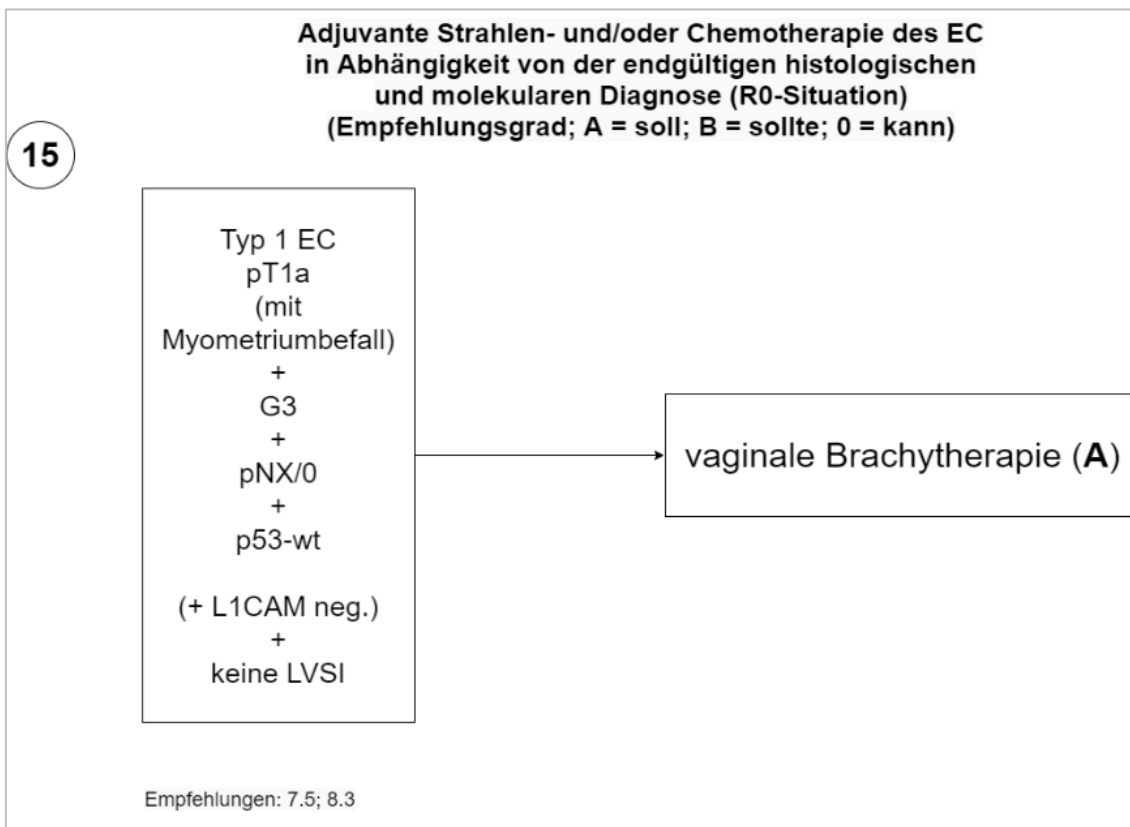 Adjuvante Strahlen- und/oder Chemotherapie des EC
in Abhängigkeit von der endgültigen histologischen
und molekularen Diagnose (R0-Situation)
(Empfehlungsgrad; A = soll; B = sollte; 0 = kann)
15
Typ 1 EC
pT1a
(mit
Myometriumbefall)
+
G3
+
pNX/0
+
p53-wt
(+ L1CAM neg.)
+
keine LVSI
vaginale Brachytherapie (A)
Empfehlungen: 7.5; 8.3